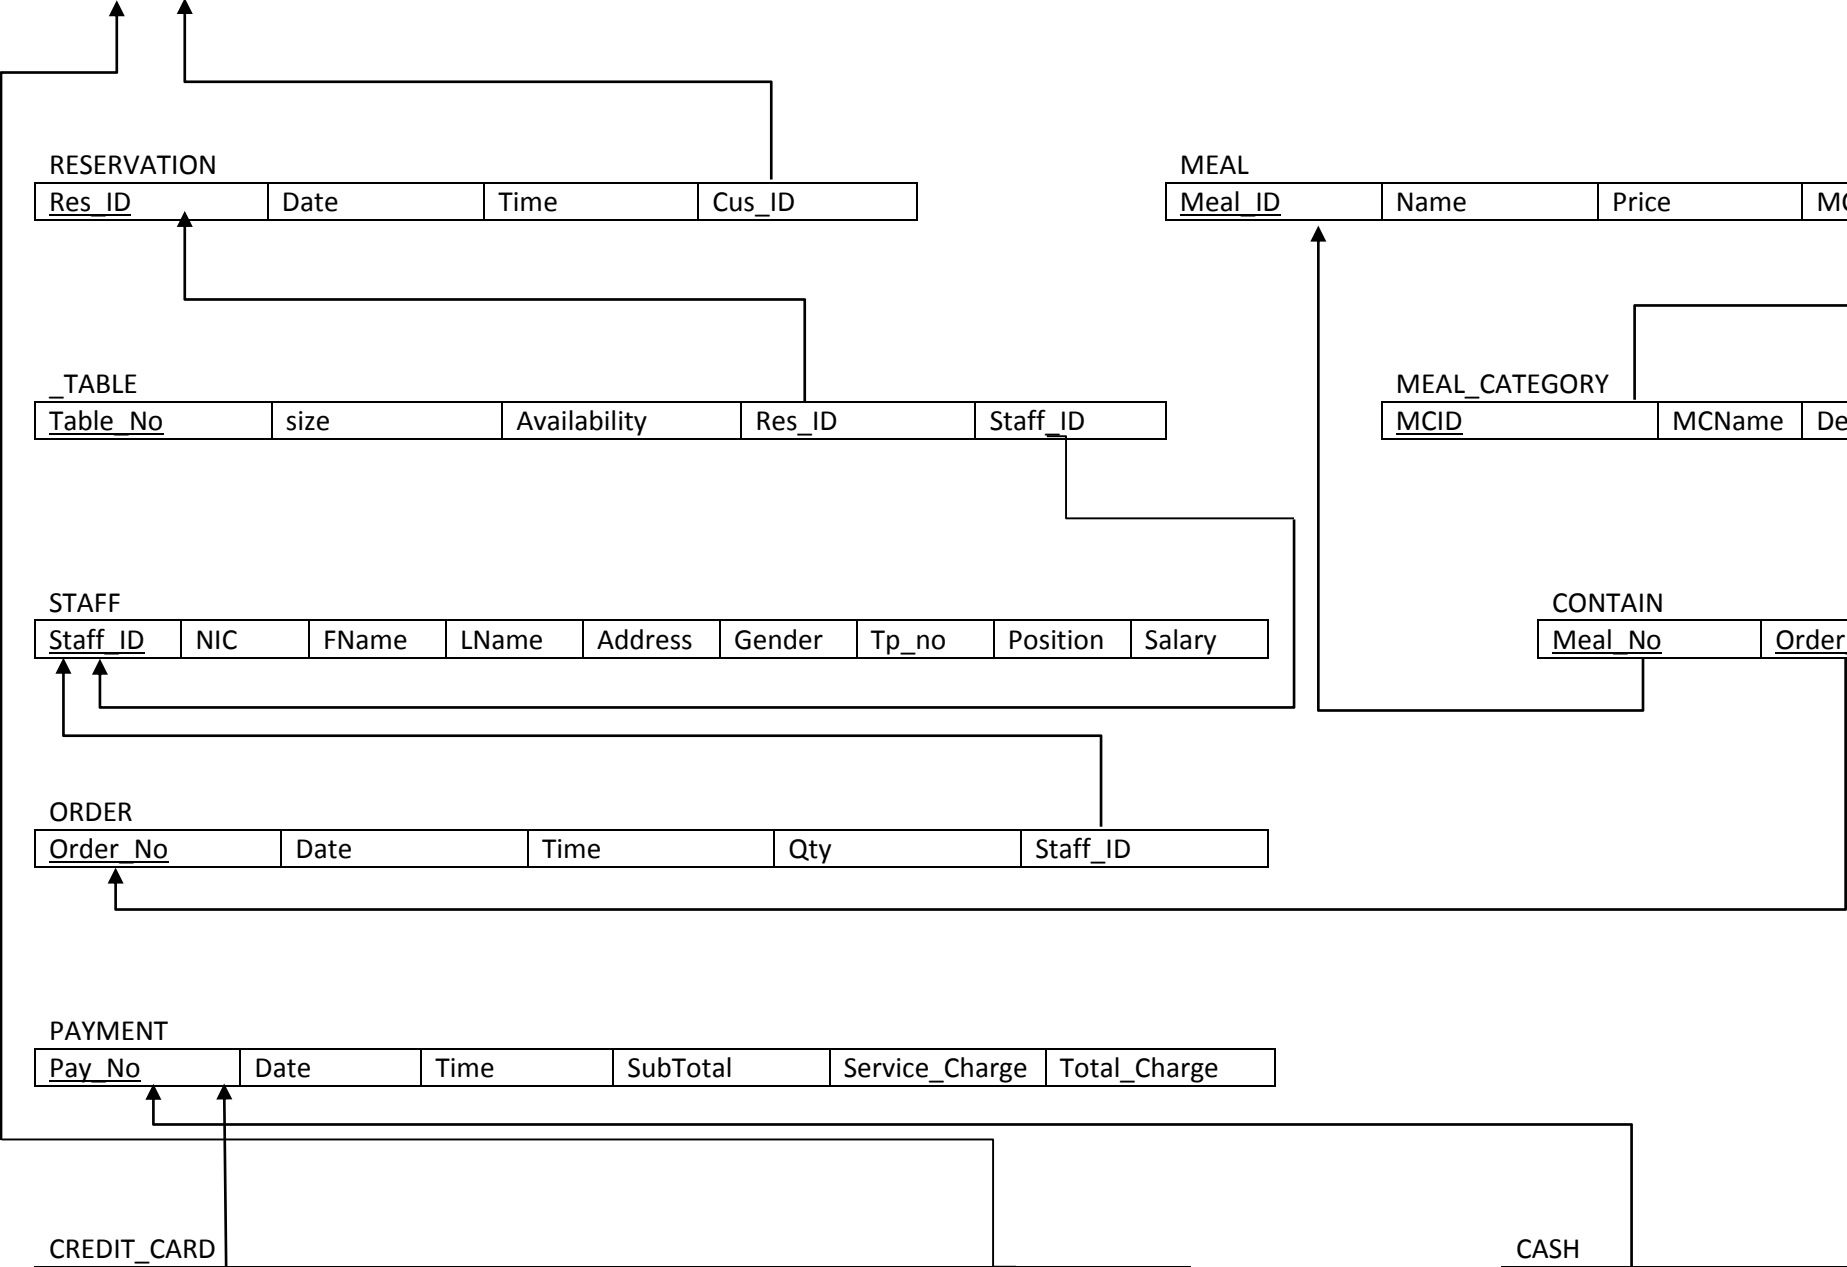 RESERVATION
Res_ID Date Time Cus_ID
MEAL
Meal_ID Name Price
_TABLE
Table_No size Availability Res_ID Staff_ID
MEAL_CATEGORY
MCID MCName
STAFF
Staff_ID NIC FName LName Address Gender Tp_no Position Salary
CONTAIN
Meal_No Order
ORDER
Order_No Date Time Qty Staff_ID
PAYMENT
Pay_No Date Time SubTotal Service_Charge Total_Charge
CREDIT_CARD
CASH